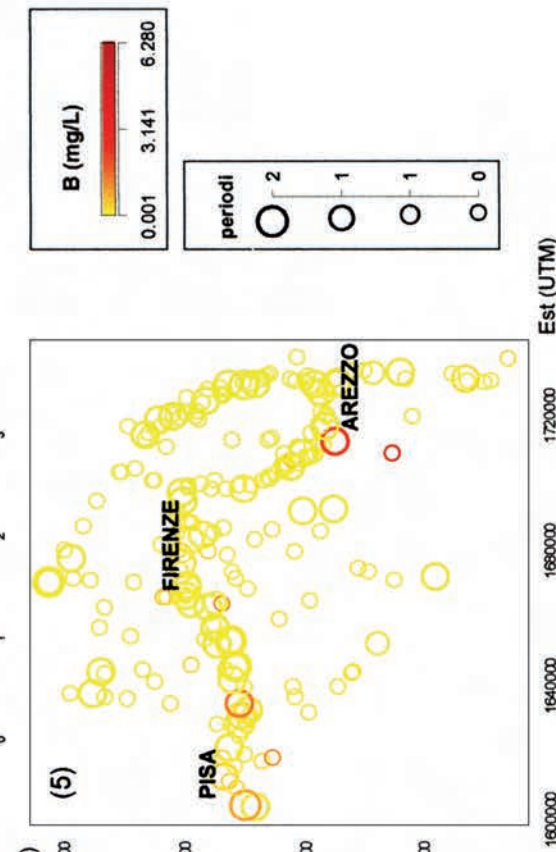 (5)
PISA
FIRENZE
AREZZO
1600000
1640000
1680000
1720000
Est (UTM)
B (mg/L)
0.001
3.141
6.280
periodi
2
1
1
0